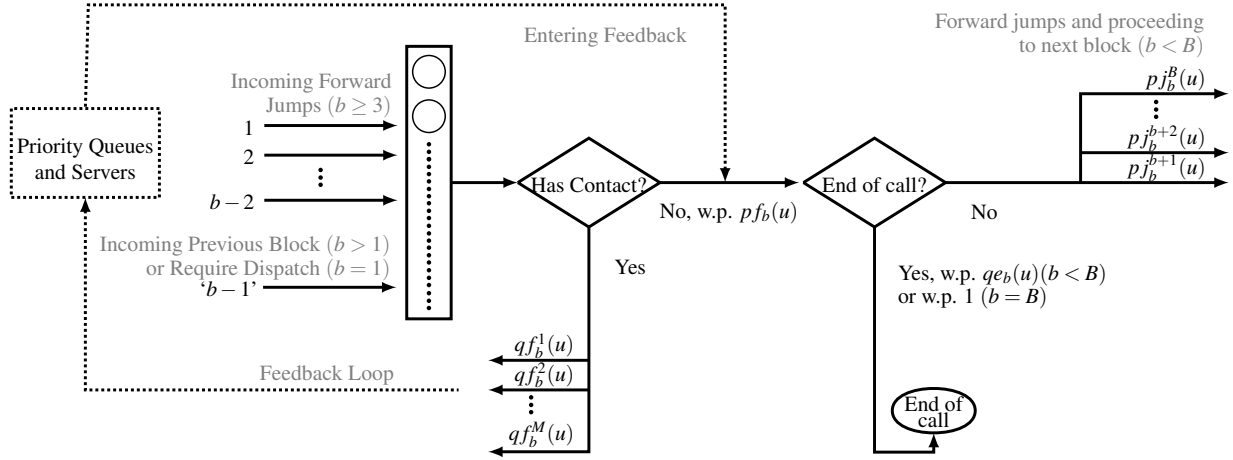 Entering Feedback
Forward jumps and proceeding
to next block (b < B)
Incoming Forward
Jumps (b ≥ 3)
1
2
b − 2
Priority Queues
and Servers
Incoming Previous Block (b > 1)
or Require Dispatch (b = 1)
‘b − 1’
Has Contact?
No, w.p. pf_b(u)
Yes
End of call?
No
pj_b^B(u)
pj_b^{b+2}(u)
pj_b^{b+1}(u)
Yes, w.p. qe_b(u)(b < B)
or w.p. 1 (b = B)
qf_b^1(u)
qf_b^2(u)
qf_b^M(u)
Feedback Loop
End of
call